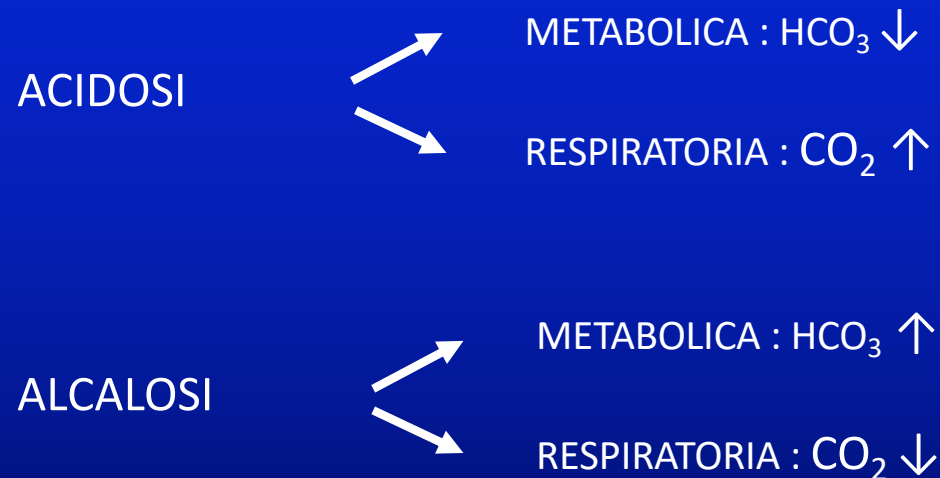 METABOLICA : HCO₃ ↓
ACIDOSI
RESPIRATORIA : CO₂ ↑
METABOLICA : HCO₃ ↑
ALCALOSI
RESPIRATORIA : CO₂ ↓